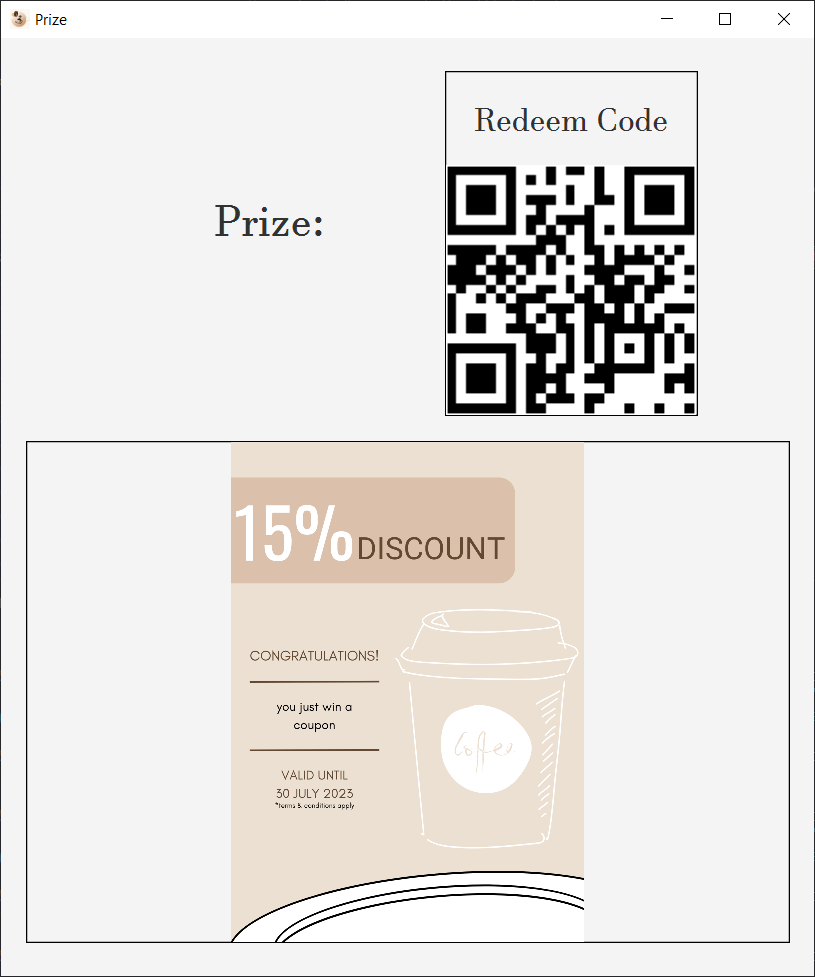 Prize
Redeem Code
Prize:
15% DISCOUNT
CONGRATULATIONS!
you just win a
coupon
VALID UNTIL
30 JULY 2023
*terms & conditions apply
Coffee